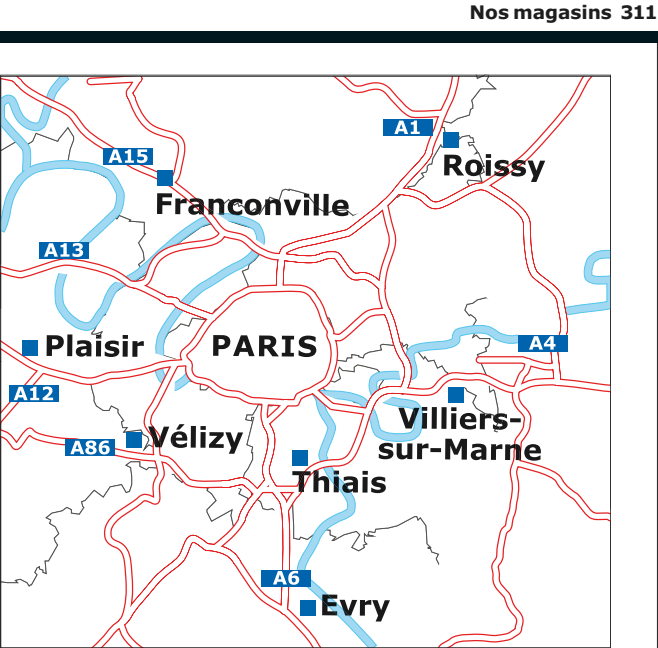 Nos magasins 311
A1
A15
Roissy
Franconville
A13
Plaisir
PARIS
A4
A12
Villiers-
sur-Marne
A86
Vélizy
Thiais
A6
Evry